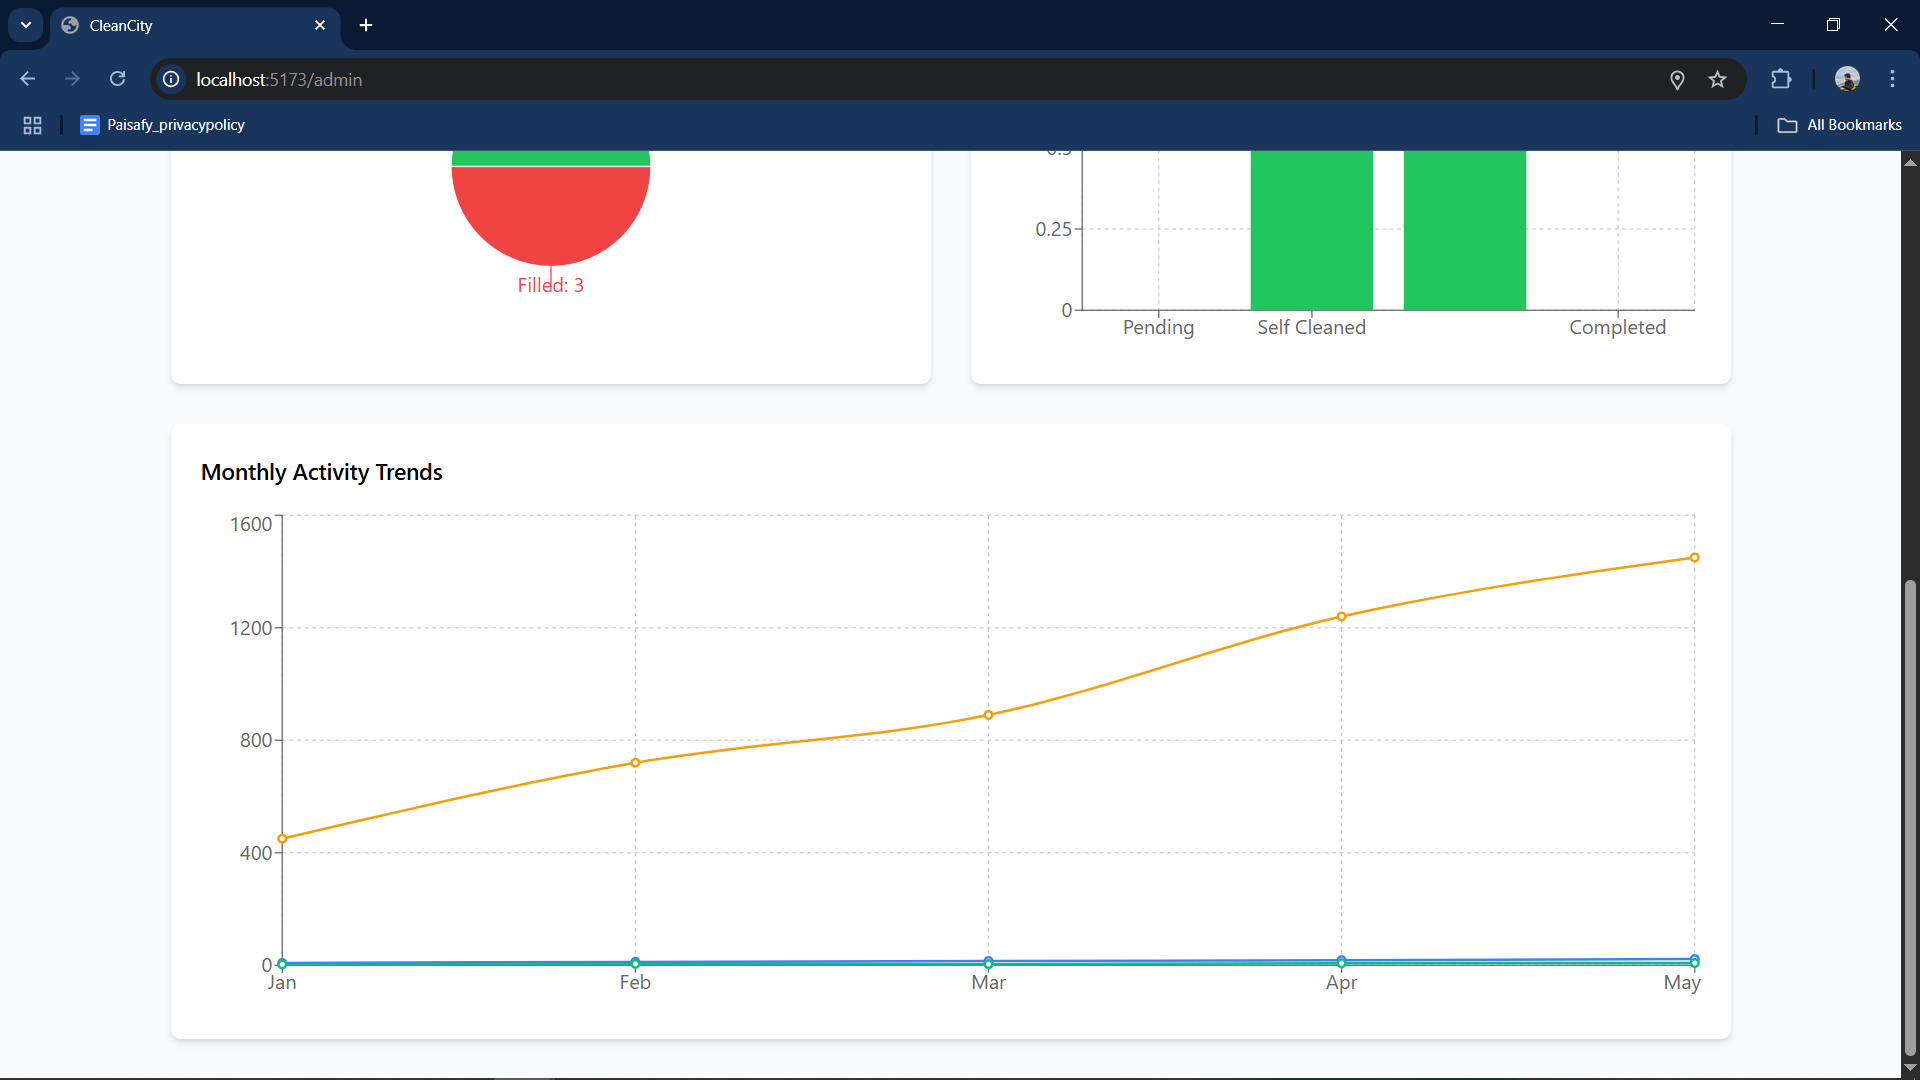 CleanCity
localhost:5173/admin
Paisafy_privacypolicy
All Bookmarks
Filled: 3
0.25
0
Pending
Self Cleaned
Completed
Monthly Activity Trends
1600
1200
800
400
0
Jan
Feb
Mar
Apr
May